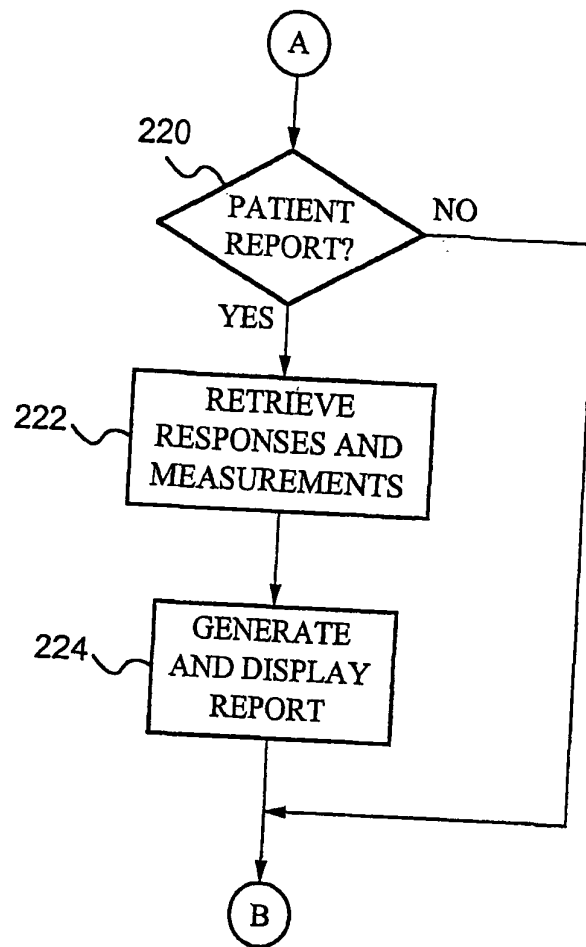 A
220
PATIENT
REPORT?
NO
YES
222
RETRIEVE
RESPONSES AND
MEASUREMENTS
224
GENERATE
AND DISPLAY
REPORT
B